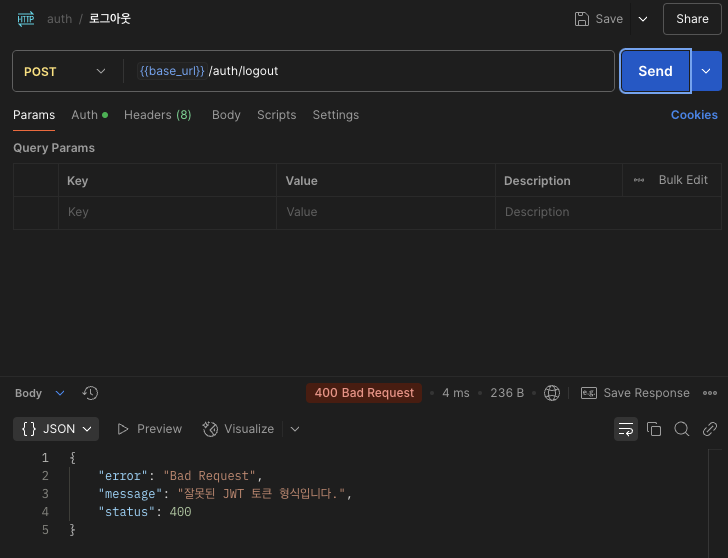 HTTP auth / 로그아웃 Save Share
POST {{base_url}} /auth/logout Send
Params Auth Headers (8) Body Scripts Settings Cookies
Query Params
Key Value Description Bulk Edit
Key Value Description
Body 400 Bad Request 4 ms 236 B e.g. Save Response
{} JSON Preview Visualize
1 {
2 "error": "Bad Request",
3 "message": "잘못된 JWT 토큰 형식입니다.",
4 "status": 400
5 }